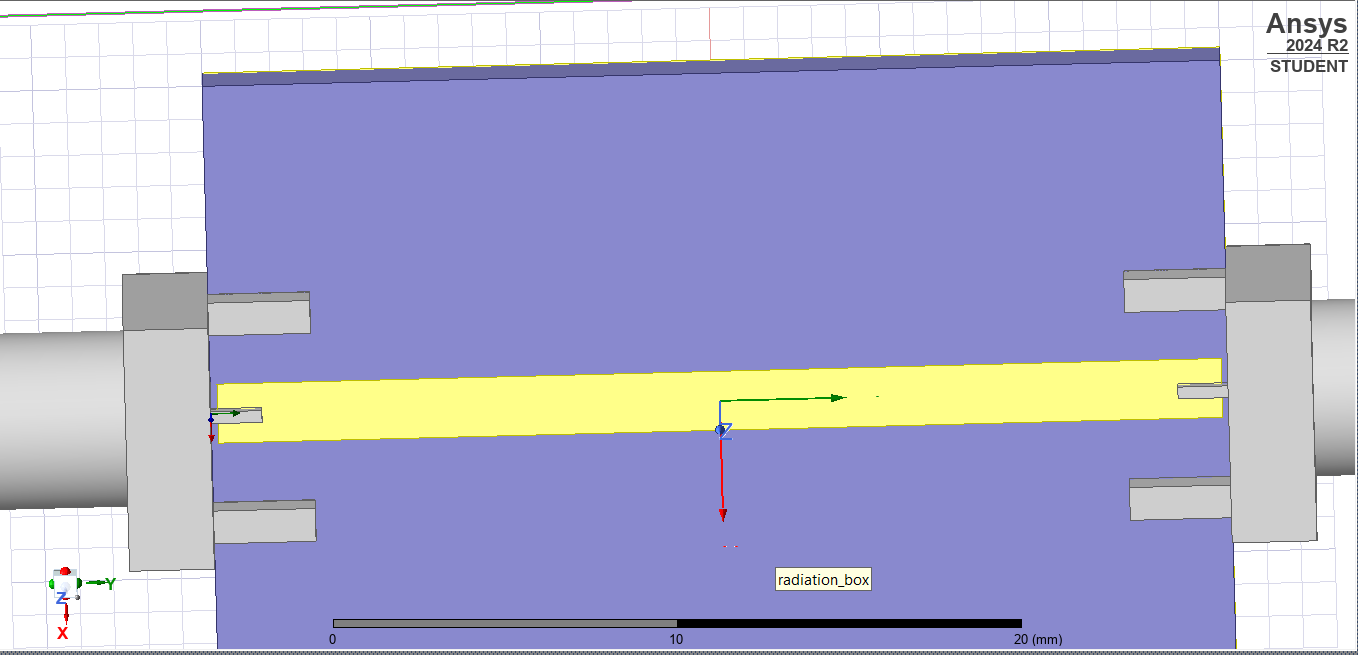 Ansys
2024 R2
STUDENT
Z
radiation_box
Y
Z
X
0 10 20 (mm)